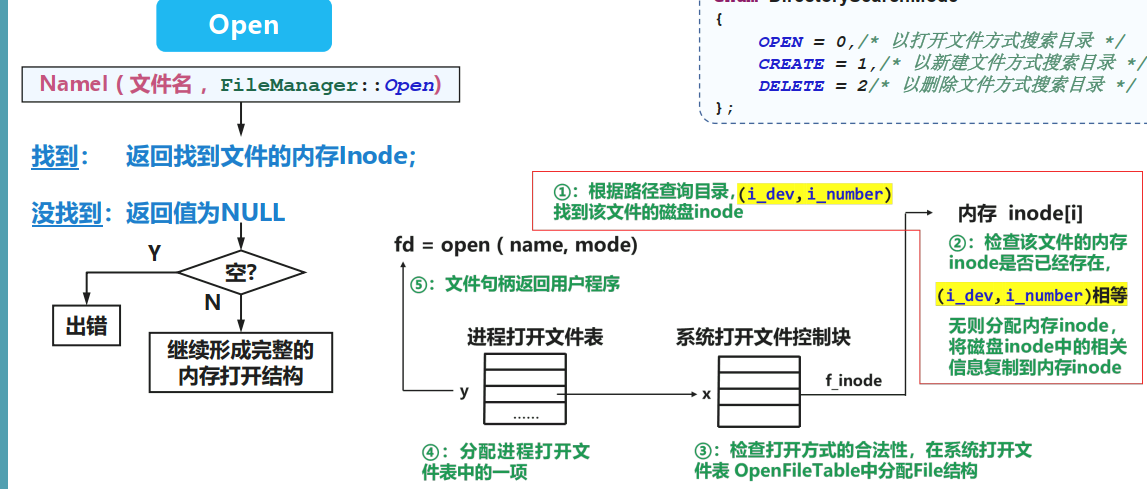 Open
NameI ( 文件名 ，FileManager::Open)
找到：  返回找到文件的内存Inode;
没找到：返回值为NULL
Y
空?
N
出错
继续形成完整的
内存打开结构
{
OPEN = 0,/* 以打开文件方式搜索目录 */
CREATE = 1,/* 以新建文件方式搜索目录 */
DELETE = 2/* 以删除文件方式搜索目录 */
};
①：根据路径查询目录，(i_dev,i_number)
找到该文件的磁盘inode
fd = open ( name, mode)
⑤：文件句柄返回用户程序
内存 inode[i]
②：检查该文件的内存
inode是否已经存在，
(i_dev,i_number)相等
无则分配内存inode，
将磁盘inode中的相关
信息复制到内存inode
进程打开文件表
系统打开文件控制块
y
......
x
f_inode
④：分配进程打开文
件表中的一项
③：检查打开方式的合法性，在系统打开文
件表 OpenFileTable中分配File结构